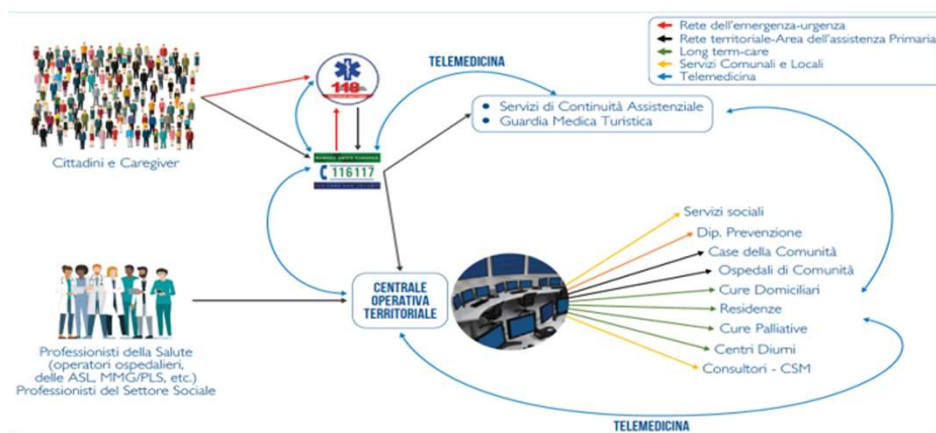 Rete dell'emergenza-urgenza
Rete territoriale-Area dell'assistenza Primaria
Long term-care
Servizi Comunali e Locali
Telemedicina
TELEMEDICINA
118
Servizi di Continuità Assistenziale
Guardia Medica Turistica
Cittadini e Caregiver
116117
Servizi sociali
Dip. Prevenzione
Case della Comunità
Ospedali di Comunità
Cure Domiciliari
Residenze
Cure Palliative
Centri Diurni
Consultori - CSM
CENTRALE
OPERATIVA
TERRITORIALE
Professionisti della Salute
(operatori ospedalieri,
delle ASL, MMG/PLS, etc.)
Professionisti del Settore Sociale
TELEMEDICINA